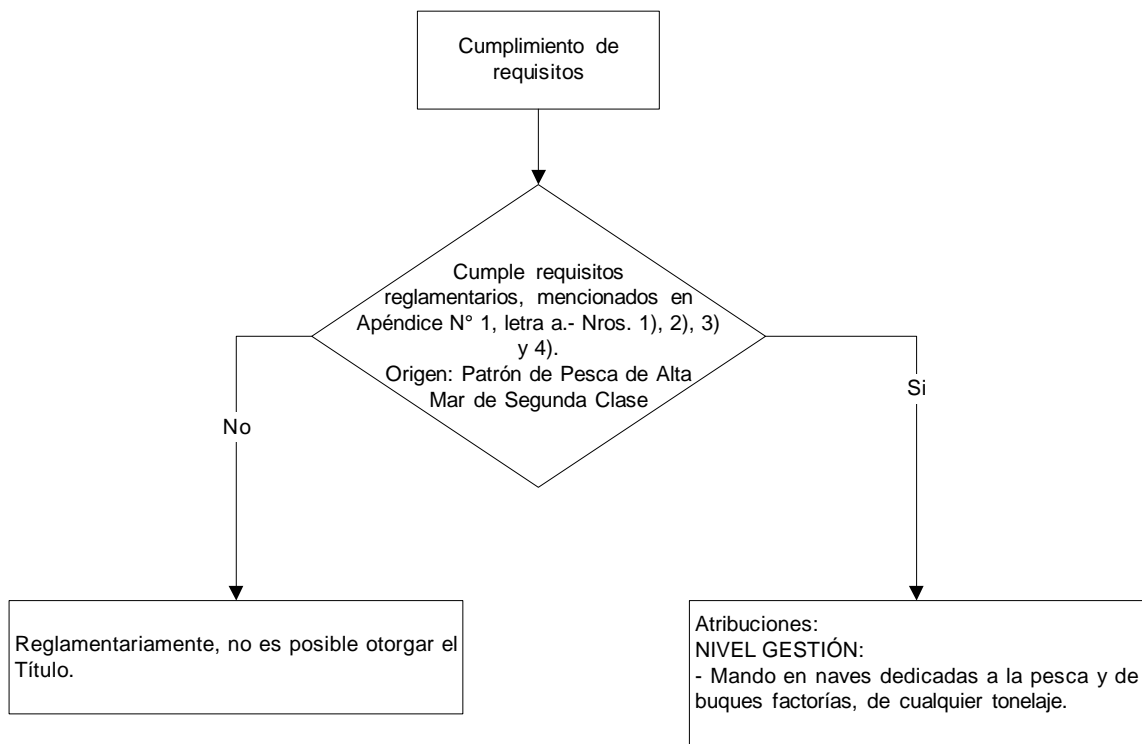 Cumplimiento de
requisitos
Cumple requisitos
reglamentarios, mencionados en
Apéndice N° 1, letra a.- Nros. 1), 2), 3)
y 4).
Origen: Patrón de Pesca de Alta
Mar de Segunda Clase
No
Si
Reglamentariamente, no es posible otorgar el
Título.
Atribuciones:
NIVEL GESTIÓN:
- Mando en naves dedicadas a la pesca y de
buques factorías, de cualquier tonelaje.